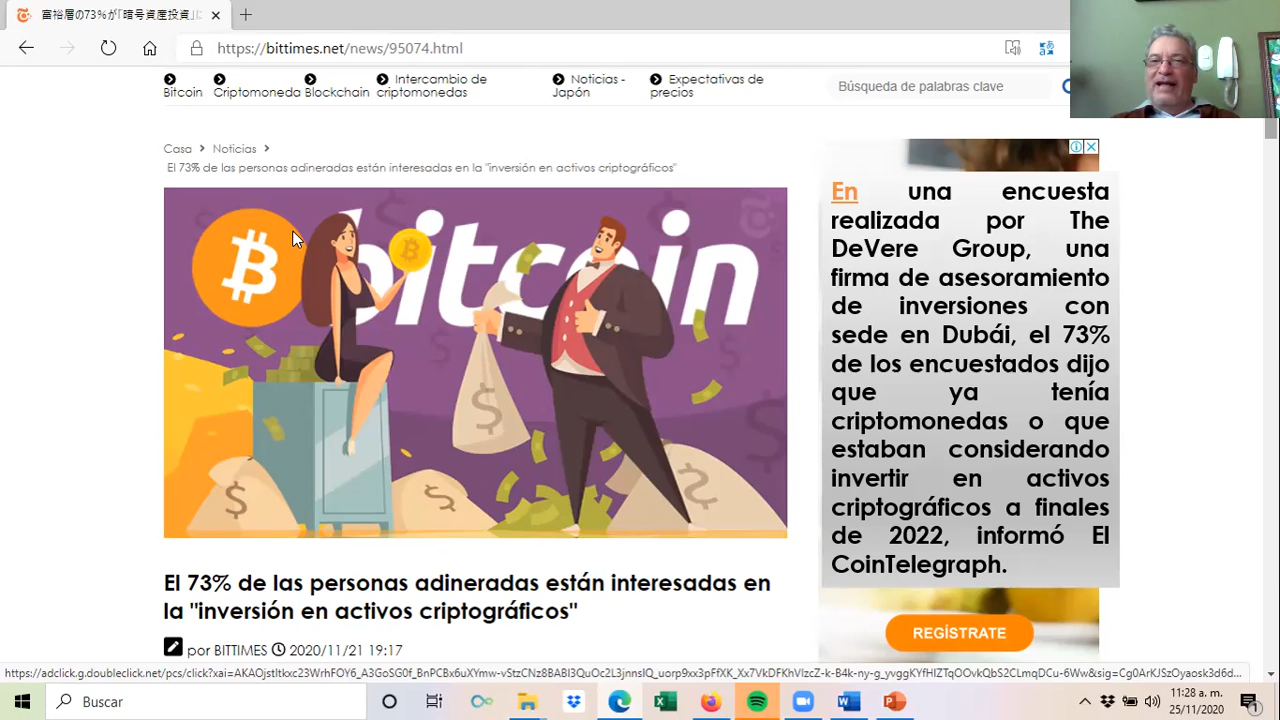 富裕層の73%が「暗号資産投資」に
https://bittimes.net/news/95074.html
Bitcoin
Criptomoneda
Blockchain
Intercambio de
criptomonedas
Noticias -
Japón
Expectativas de
precios
Búsqueda de palabras clave
Casa
Noticias
El 73% de las personas adineradas están interesadas en la "inversión en activos criptográficos"
bitcoin
En una encuesta
realizada por The
DeVere Group, una
firma de asesoramiento
de inversiones con
sede en Dubái, el 73%
de los encuestados dijo
que ya tenía
criptomonedas o que
estaban considerando
invertir en activos
criptográficos a finales
de 2022, informó El
CoinTelegraph.
REGÍSTRATE
El 73% de las personas adineradas están interesadas en
la "inversión en activos criptográficos"
por BITTIMES 2020/11/21 19:17
Buscar
11:28 a. m.
25/11/2020